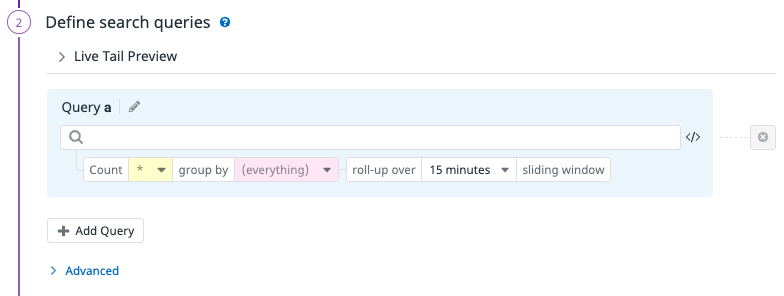 2 Define search queries ?
Live Tail Preview
Query a
</>
Count * group by (everything) roll-up over 15 minutes sliding window
+ Add Query
Advanced